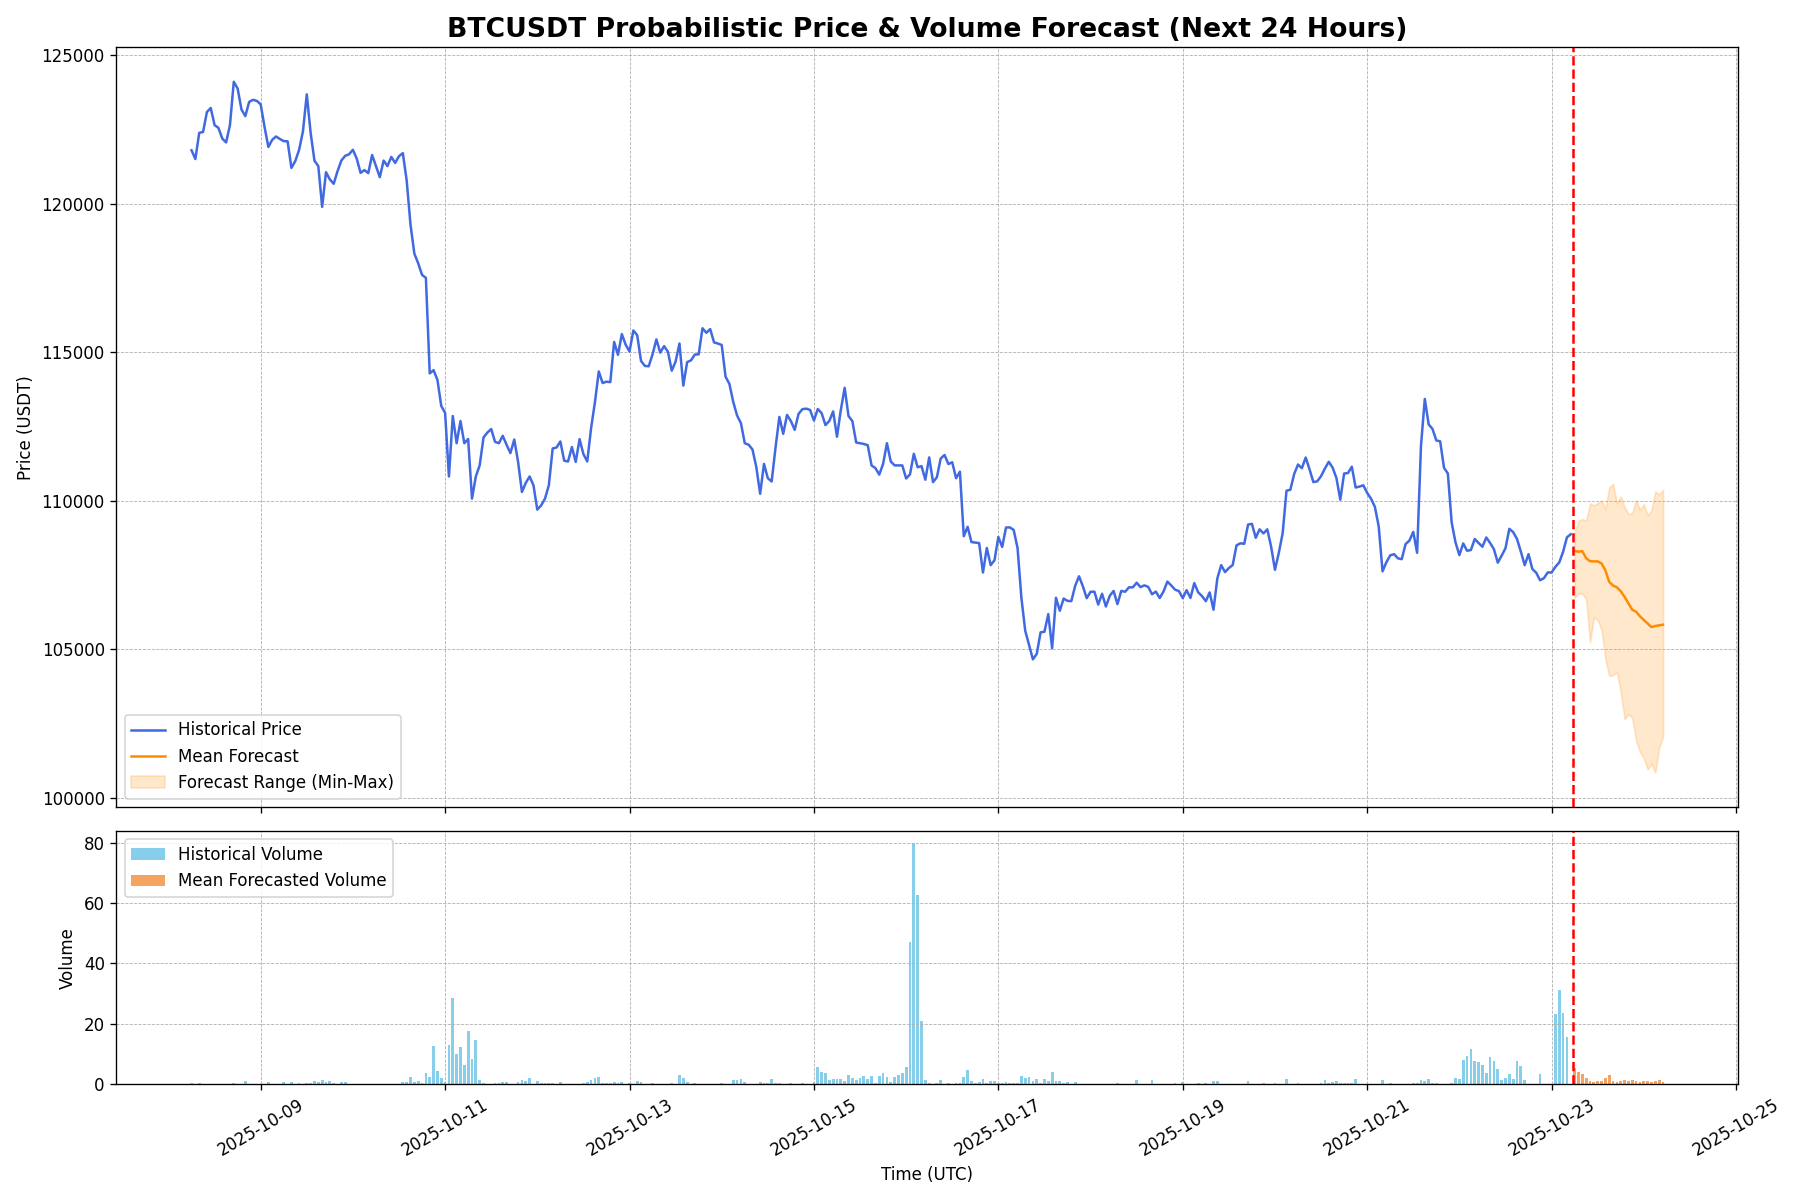 BTCUSDT Probabilistic Price & Volume Forecast (Next 24 Hours)
125000
120000
115000
110000
105000
100000
Price (USDT)
Historical Price
Mean Forecast
Forecast Range (Min-Max)
80
60
40
20
0
Volume
Historical Volume
Mean Forecasted Volume
2025-10-09
2025-10-11
2025-10-13
2025-10-15
2025-10-17
2025-10-19
2025-10-21
2025-10-23
2025-10-25
Time (UTC)